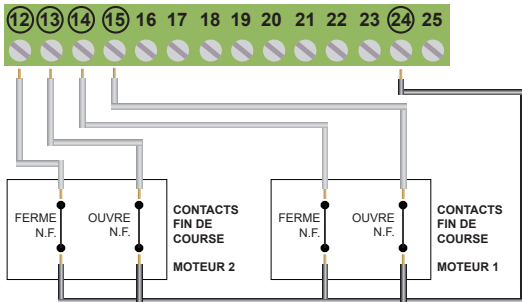 12 13 14 15 16 17 18 19 20 21 22 23 24 25
FERME
N.F.
OUVRE
N.F.
CONTACTS
FIN DE
COURSE
MOTEUR 2
FERME
N.F.
OUVRE
N.F.
CONTACTS
FIN DE
COURSE
MOTEUR 1